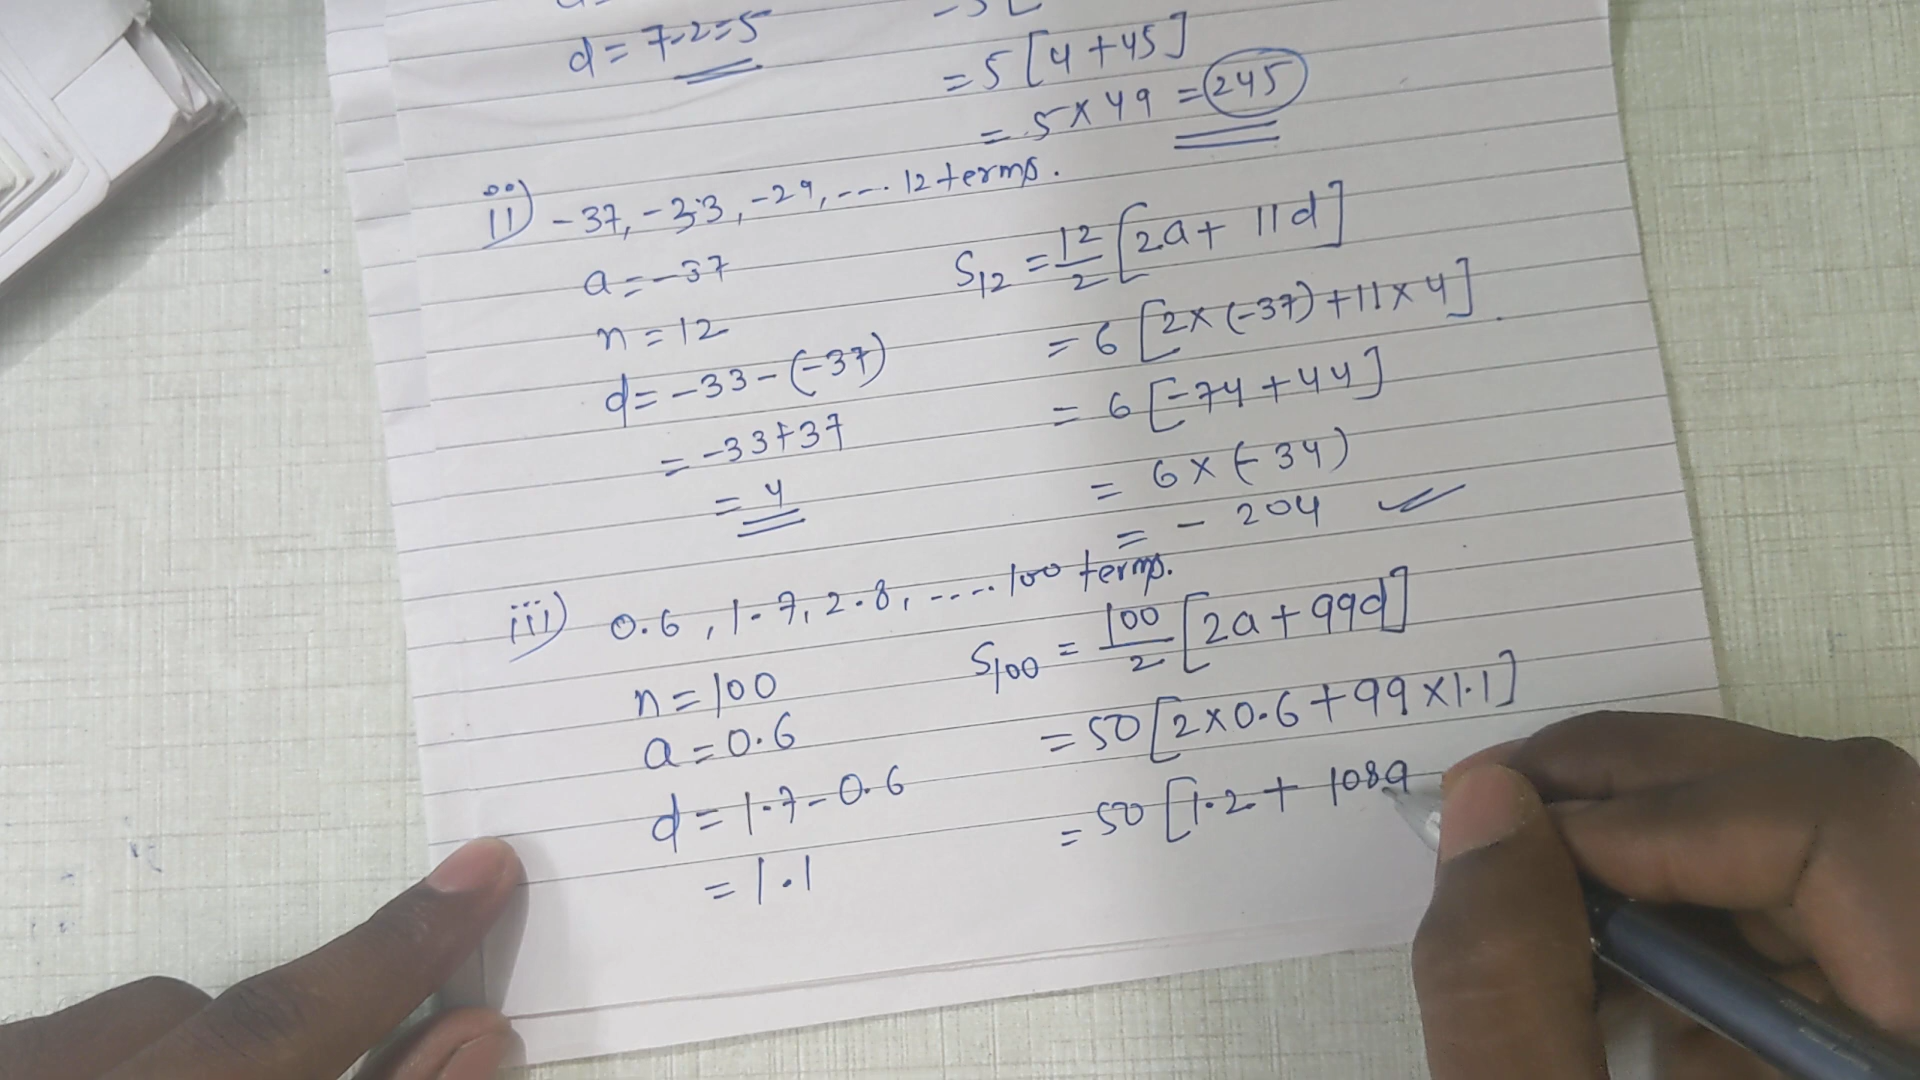 d = 7-2 = 5
= 5 [4 + 45]
= 5 × 49 = 245
ii) -37, -33, -29, ---. 12 terms.
a = -37
n = 12
d = -33 - (-37)
= -33 + 37
= 4
S12 = 12/2 [2a + 11d]
= 6 [2 × (-37) + 11 × 4]
= 6 [-74 + 44]
= 6 × (-34)
= - 204 ✓
iii) 0.6, 1.7, 2.8, ....100 terms.
n = 100
a = 0.6
d = 1.7 - 0.6
= 1.1
S100 = 100/2 [2a + 99d]
= 50 [2 × 0.6 + 99 × 1.1]
= 50 [1.2 + 1089